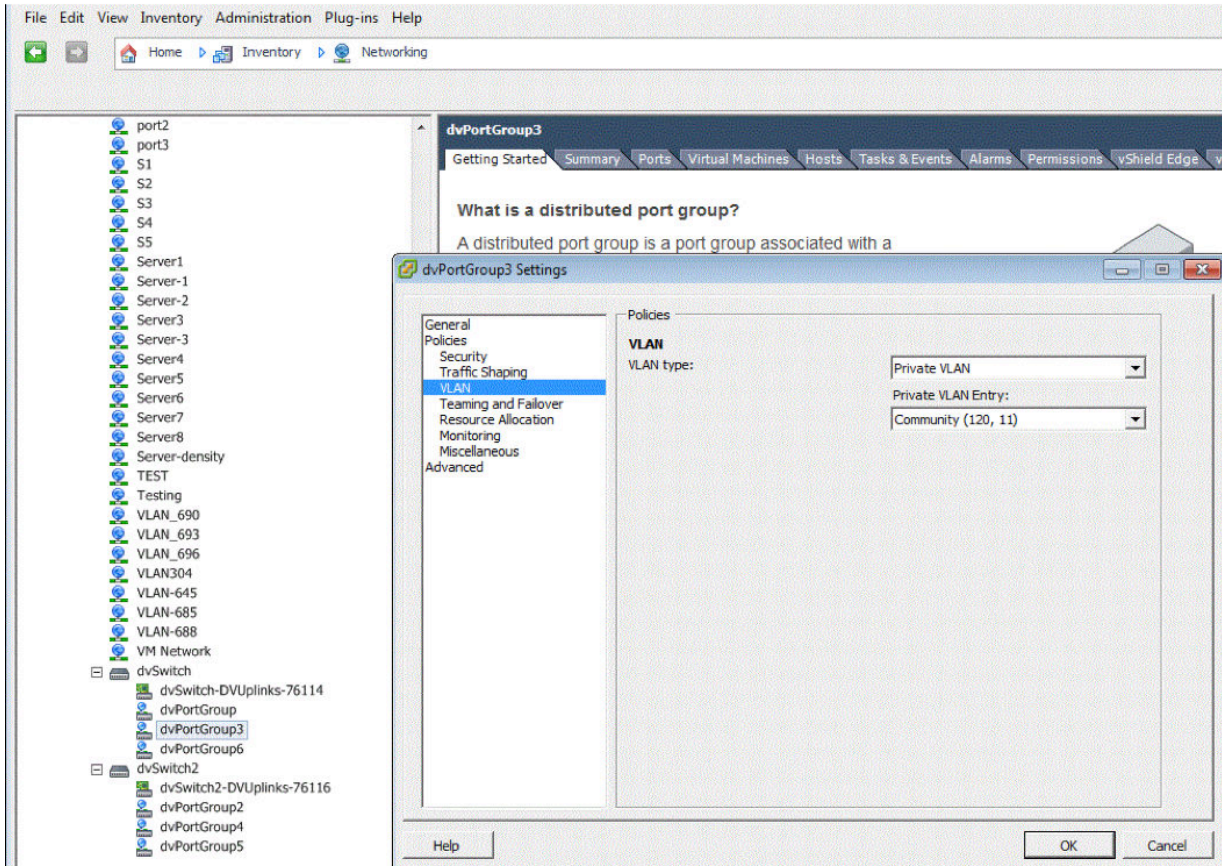 File Edit View Inventory Administration Plug-ins Help
Home Inventory Networking
port2
port3
S1
S2
S3
S4
S5
Server1
Server-1
Server-2
Server3
Server-3
Server4
Server5
Server6
Server7
Server8
Server-density
TEST
Testing
VLAN_690
VLAN_693
VLAN_696
VLAN304
VLAN-645
VLAN-685
VLAN-688
VM Network
dvSwitch
dvSwitch-DVUplinks-76114
dvPortGroup
dvPortGroup3
dvPortGroup6
dvSwitch2
dvSwitch2-DVUplinks-76116
dvPortGroup2
dvPortGroup4
dvPortGroup5
dvPortGroup3
Getting Started Summary Ports Virtual Machines Hosts Tasks & Events Alarms Permissions vShield Edge
What is a distributed port group?
A distributed port group is a port group associated with a
dvPortGroup3 Settings
General
Policies
Security
Traffic Shaping
VLAN
Teaming and Failover
Resource Allocation
Monitoring
Miscellaneous
Advanced
Policies
VLAN
VLAN type:
Private VLAN
Private VLAN Entry:
Community (120, 11)
Help OK Cancel